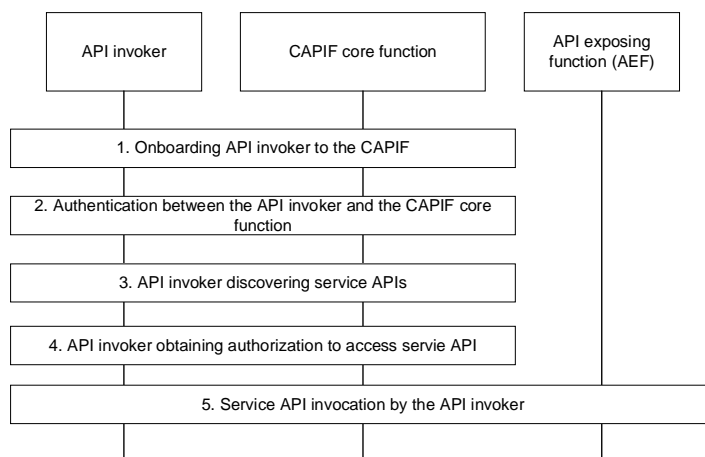 API invoker
CAPIF core function
API exposing
function (AEF)
1. Onboarding API invoker to the CAPIF
2. Authentication between the API invoker and the CAPIF core
function
3. API invoker discovering service APIs
4. API invoker obtaining authorization to access servie API
5. Service API invocation by the API invoker